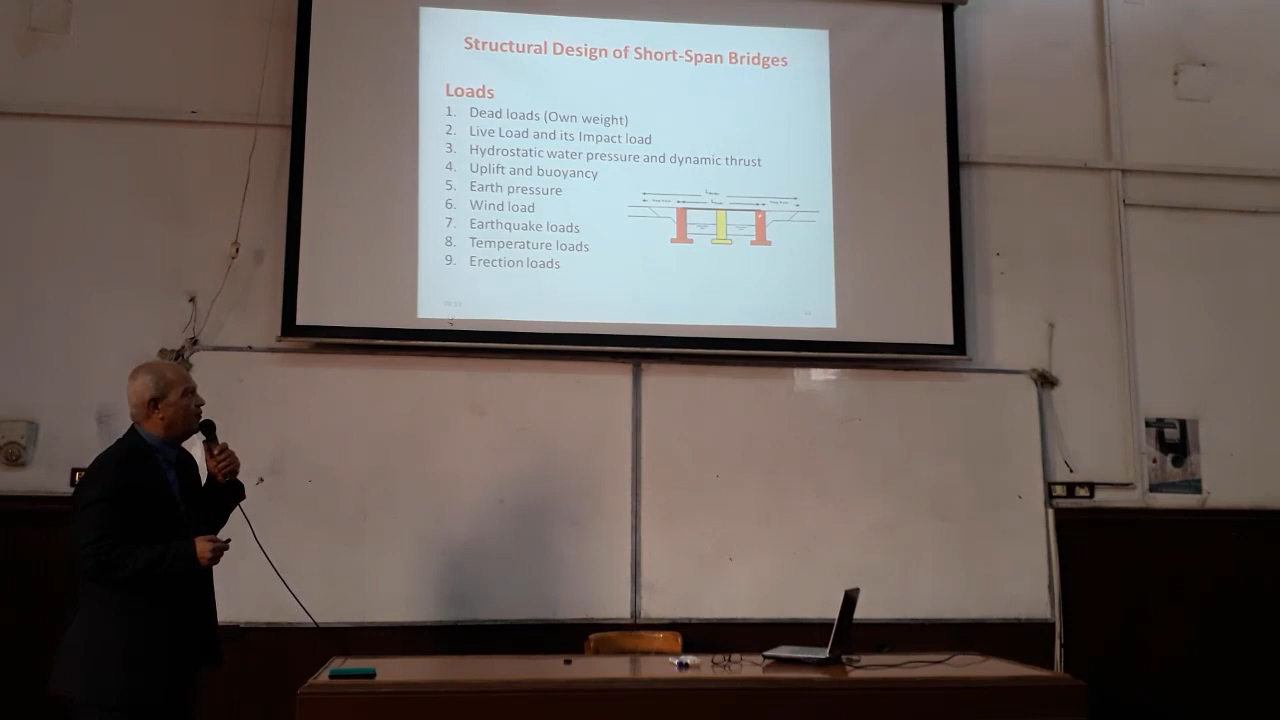 Structural Design of Short-Span Bridges
Loads
1. Dead loads (Own weight)
2. Live Load and its Impact load
3. Hydrostatic water pressure and dynamic thrust
4. Uplift and buoyancy
5. Earth pressure
6. Wind load
7. Earthquake loads
8. Temperature loads
9. Erection loads